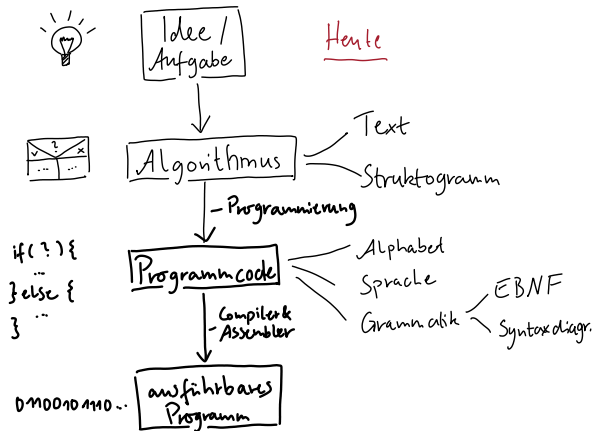 Idee /
Aufgabe
Heute
?
✓ x
... ...
Algorithmus
Text
Struktogramm
Programmierung
if(?){
...
}else {
...
}
Programmcode
Alphabet
Sprache
Grammatik
EBNF
Syntaxdiagr.
Compiler &
Assembler
01100101110...
ausführbares
Programm